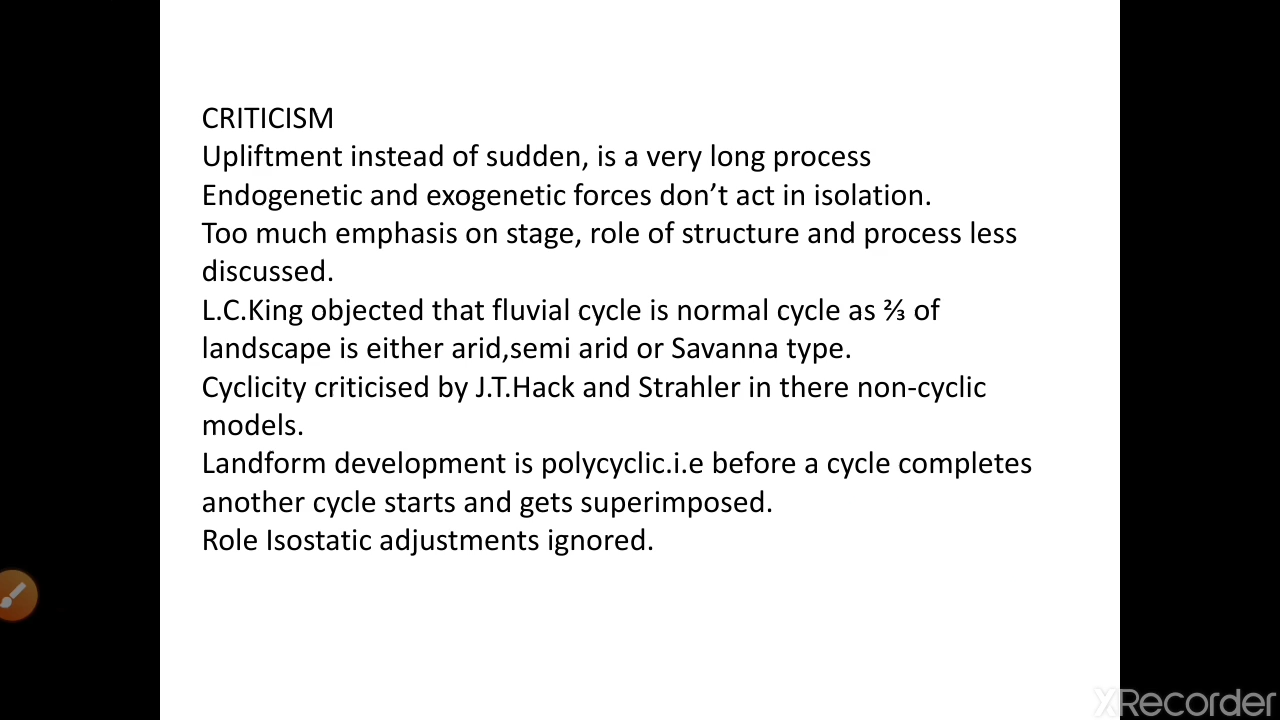 CRITICISM
Upliftment instead of sudden, is a very long process
Endogenetic and exogenetic forces don’t act in isolation.
Too much emphasis on stage, role of structure and process less
discussed.
L.C.King objected that fluvial cycle is normal cycle as ⅔ of
landscape is either arid,semi arid or Savanna type.
Cyclicity criticised by J.T.Hack and Strahler in there non-cyclic
models.
Landform development is polycyclic.i.e before a cycle completes
another cycle starts and gets superimposed.
Role Isostatic adjustments ignored.
XRecorder